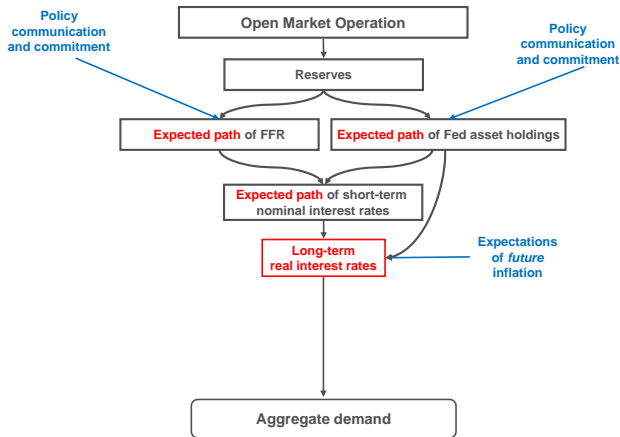 Policy
communication
and commitment
Open Market Operation
Policy
communication
and commitment
Reserves
Expected path of FFR
Expected path of Fed asset holdings
Expected path of short-term
nominal interest rates
Long-term
real interest rates
Expectations
of future
inflation
Aggregate demand